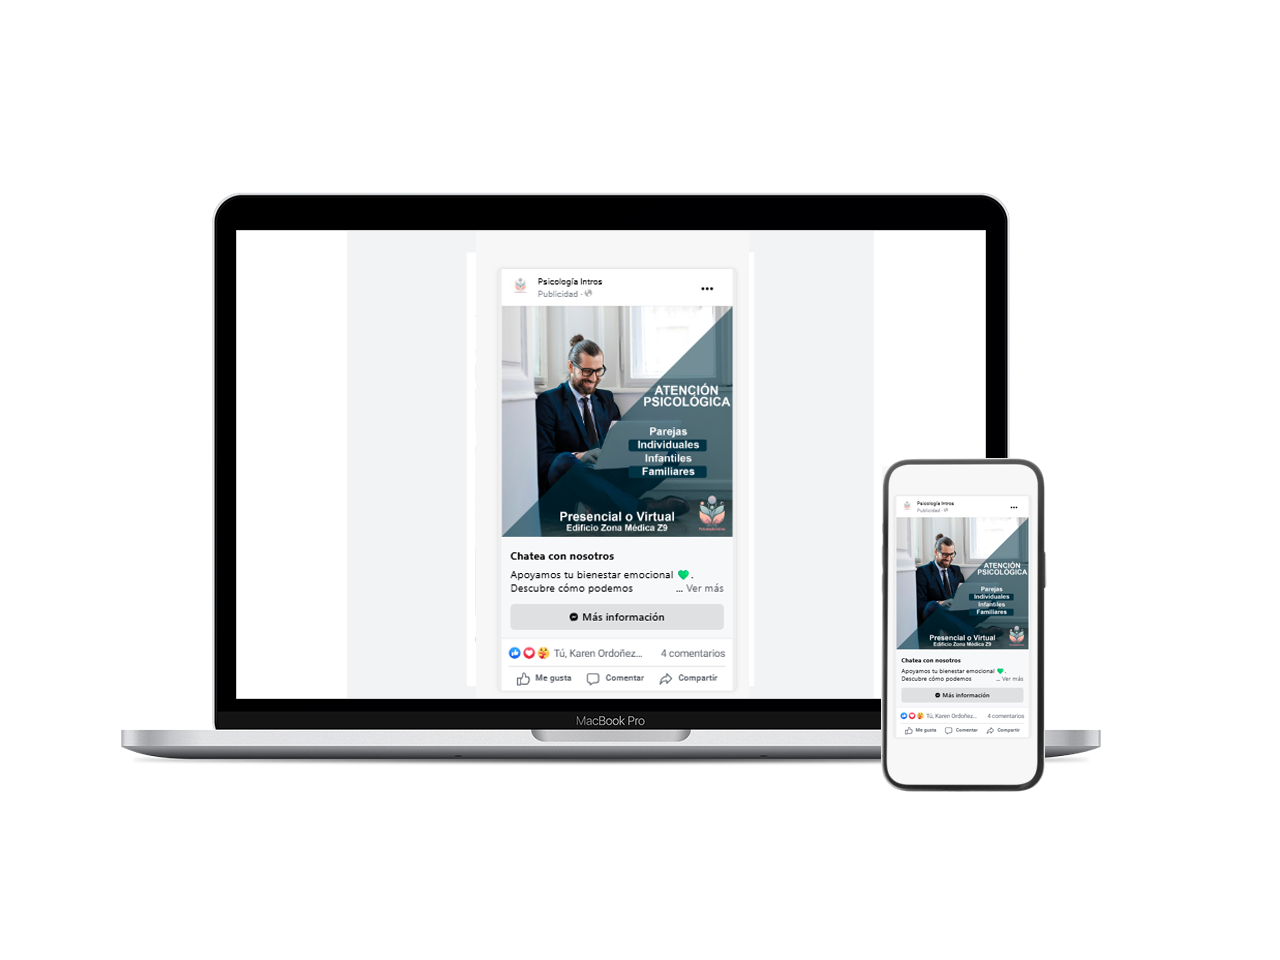 Psicología Intros
Publicidad ·
ATENCIÓN
PSICOLÓGICA
Parejas
Individuales
Infantiles
Familiares
Presencial o Virtual
Edificio Zona Médica Z9
Chatea con nosotros
Apoyamos tu bienestar emocional 💚.
Descubre cómo podemos ... Ver más
Más información
Tú, Karen Ordoñez... 4 comentarios
Me gusta Comentar Compartir
MacBook Pro
Psicología Intros
Publicidad ·
ATENCIÓN
PSICOLÓGICA
Parejas
Individuales
Infantiles
Familiares
Presencial o Virtual
Edificio Zona Médica Z9
Chatea con nosotros
Apoyamos tu bienestar emocional 💚.
Descubre cómo podemos ... Ver más
Más información
Tú, Karen Ordoñez... 4 comentarios
Me gusta Comentar Compartir